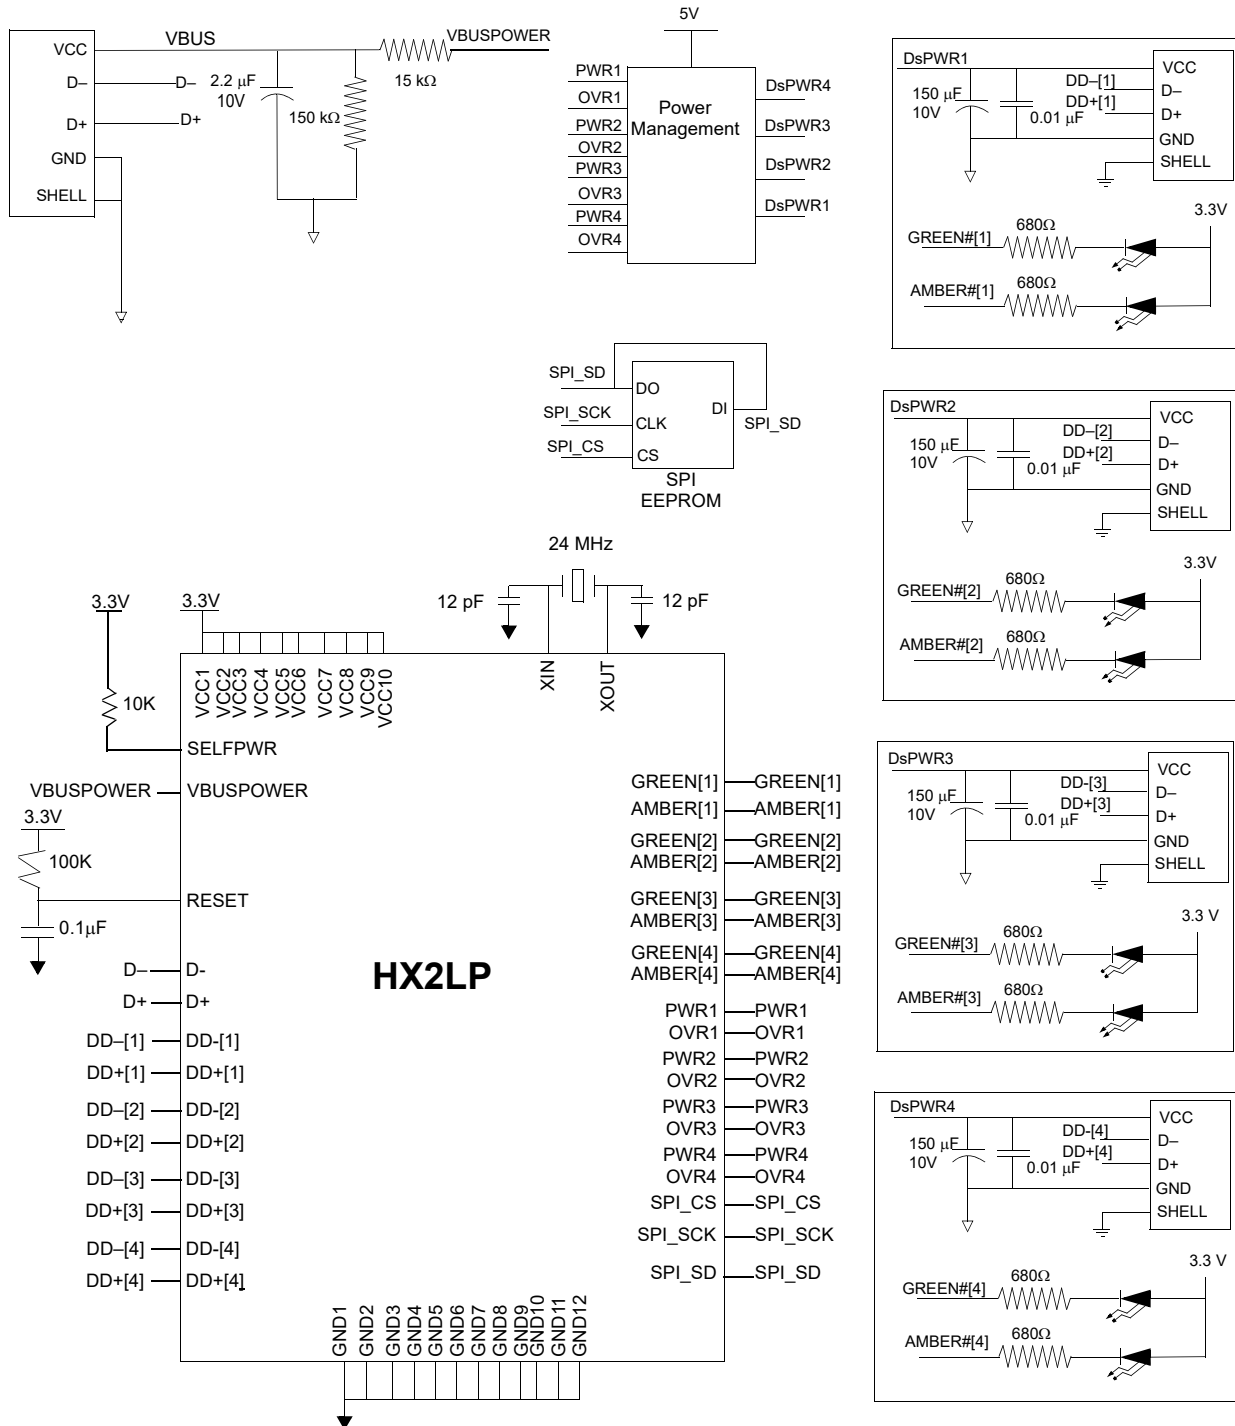 VCC
D–
D+
GND
SHELL
VBUS
D–
D+
2.2 μF
10V
150 kΩ
15 kΩ
VBUSPOWER
5V
Power
Management
PWR1
OVR1
PWR2
OVR2
PWR3
OVR3
PWR4
OVR4
DsPWR4
DsPWR3
DsPWR2
DsPWR1
DsPWR1
150 μF
10V
0.01 μF
DD–[1]
DD+[1]
VCC
D–
D+
GND
SHELL
3.3V
680Ω
GREEN#[1]
680Ω
AMBER#[1]
SPI_SD
SPI_SCK
SPI_CS
DO
CLK
CS
DI
SPI_SD
SPI
EEPROM
DsPWR2
150 μF
10V
0.01 μF
DD–[2]
DD+[2]
VCC
D–
D+
GND
SHELL
3.3V
680Ω
GREEN#[2]
680Ω
AMBER#[2]
24 MHz
12 pF
12 pF
3.3V
3.3V
10K
VCC1
VCC2
VCC3
VCC4
VCC5
VCC6
VCC7
VCC8
VCC9
VCC10
XIN
XOUT
SELFPWR
VBUSPOWER
VBUSPOWER
3.3V
100K
RESET
0.1μF
HX2LP
D–
D-
D+
D+
DD–[1]
DD-[1]
DD+[1]
DD+[1]
DD–[2]
DD-[2]
DD+[2]
DD+[2]
DD–[3]
DD-[3]
DD+[3]
DD+[3]
DD–[4]
DD-[4]
DD+[4]
DD+[4]
GREEN[1]
GREEN[1]
AMBER[1]
AMBER[1]
GREEN[2]
GREEN[2]
AMBER[2]
AMBER[2]
GREEN[3]
GREEN[3]
AMBER[3]
AMBER[3]
GREEN[4]
GREEN[4]
AMBER[4]
AMBER[4]
PWR1
PWR1
OVR1
OVR1
PWR2
PWR2
OVR2
OVR2
PWR3
PWR3
OVR3
OVR3
PWR4
PWR4
OVR4
OVR4
SPI_CS
SPI_CS
SPI_SCK
SPI_SCK
SPI_SD
SPI_SD
GND1
GND2
GND3
GND4
GND5
GND6
GND7
GND8
GND9
GND10
GND11
GND12
DsPWR3
150 μF
10V
0.01 μF
DD-[3]
DD+[3]
VCC
D–
D+
GND
SHELL
3.3 V
680Ω
GREEN#[3]
680Ω
AMBER#[3]
DsPWR4
150 μF
10V
0.01 μF
DD-[4]
DD+[4]
VCC
D–
D+
GND
SHELL
3.3 V
680Ω
GREEN#[4]
680Ω
AMBER#[4]